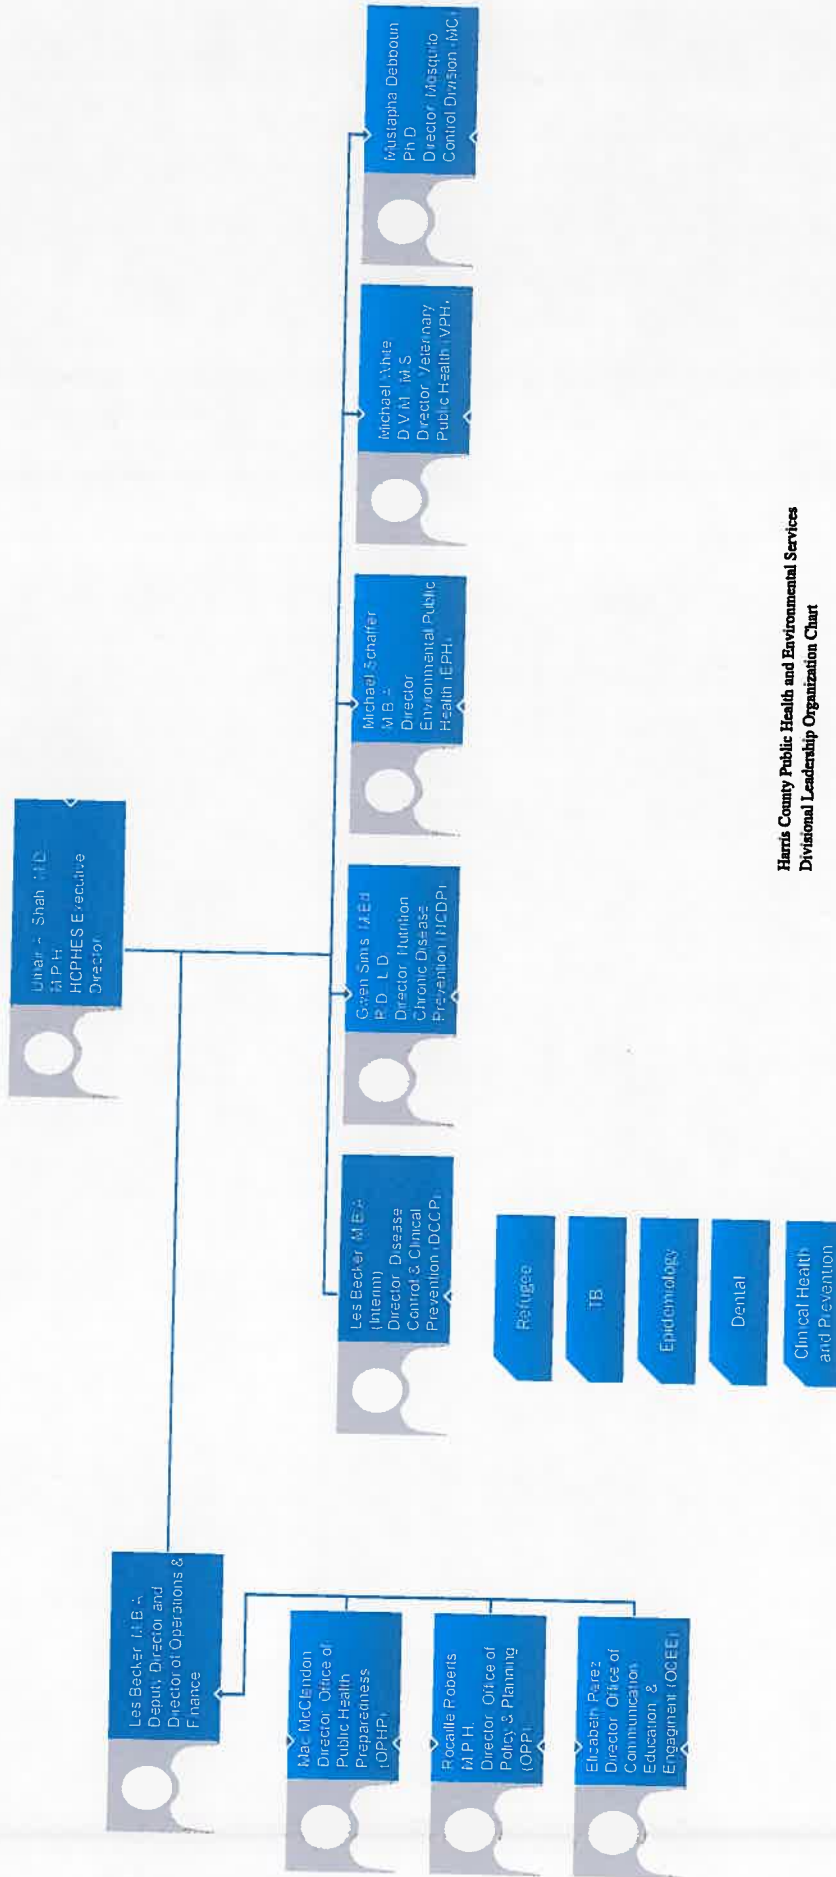 Umair A. Shah M.D.
M.P.H.
HCPHES Executive
Director
Les Becker M.B.A.
Deputy Director and
Director of Operations &
Finance
Mac McClendon
Director Office of
Public Health
Preparedness
(OPHP)
Rocaille Roberts
M.P.H.
Director Office of
Policy & Planning
(OPP)
Elizabeth Perez
Director Office of
Communication
Education &
Engagment (OCEE)
Les Becker M.B.A.
(Interim)
Director Disease
Control & Clinical
Prevention (DCCP)
Gwen Sims M.Ed
R.D. L.D.
Director Nutrition
Chronic Disease
Prevention (NCDP)
Michael Schaffer
M.B.A.
Director
Environmental Public
Health (EPH)
Michael White
D.V.M. M.S.
Director Veterinary
Public Health (VPH)
Mustapha Debboun
Ph.D
Director Mosquito
Control Division (MC)
Refugee
TB
Epidemiology
Dental
Clinical Health
and Prevention
Harris County Public Health and Environmental Services
Divisional Leadership Organization Chart